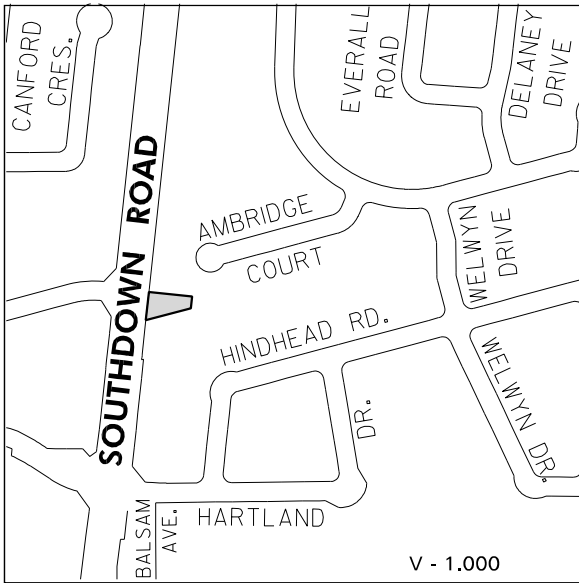 CANFORD
CRES.
EVERALL
ROAD
DELANEY
DRIVE
SOUTHDOWN ROAD
AMBRIDGE
COURT
WELWYN
DRIVE
HINDHEAD RD.
WELWYN DR.
DR.
HARTLAND
BALSAM
AVE.
V - 1.000